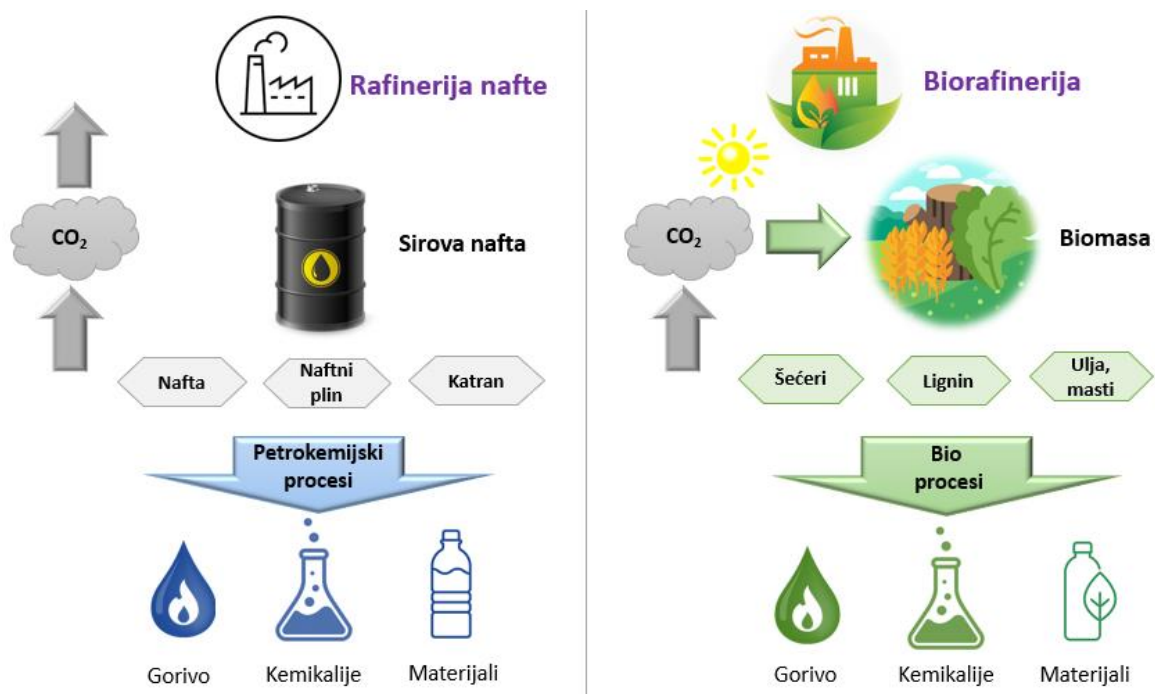 Rafinerija nafte
CO₂
Sirova nafta
Nafta
Naftni
plin
Katran
Petrokemijski
procesi
Gorivo
Kemikalije
Materijali
Biorafinerija
CO₂
Biomasa
Šećeri
Lignin
Ulja,
masti
Bio
procesi
Gorivo
Kemikalije
Materijali